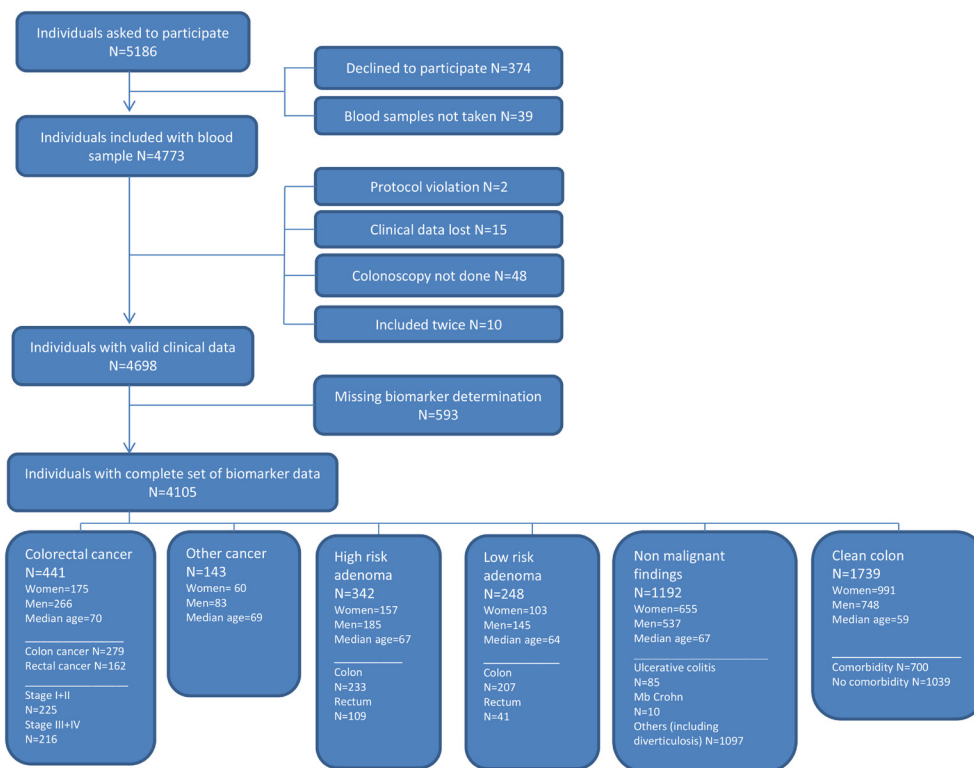 Individuals asked to participate
N=5186
Declined to participate N=374
Blood samples not taken N=39
Individuals included with blood
sample N=4773
Protocol violation N=2
Clinical data lost N=15
Colonoscopy not done N=48
Included twice N=10
Individuals with valid clinical data
N=4698
Missing biomarker determination
N=593
Individuals with complete set of biomarker data
N=4105
Colorectal cancer
N=441
Women=175
Men=266
Median age=70
Colon cancer N=279
Rectal cancer N=162
Stage I+II
N=225
Stage III+IV
N=216
Other cancer
N=143
Women= 60
Men=83
Median age=69
High risk
adenoma
N=342
Women=157
Men=185
Median age=67
Colon
N=233
Rectum
N=109
Low risk
adenoma
N=248
Women=103
Men=145
Median age=64
Colon
N=207
Rectum
N=41
Non malignant
findings
N=1192
Women=655
Men=537
Median age=67
Ulcerative colitis
N=85
Mb Crohn
N=10
Others (including
diverticulosis) N=1097
Clean colon
N=1739
Women=991
Men=748
Median age=59
Comorbidity N=700
No comorbidity N=1039